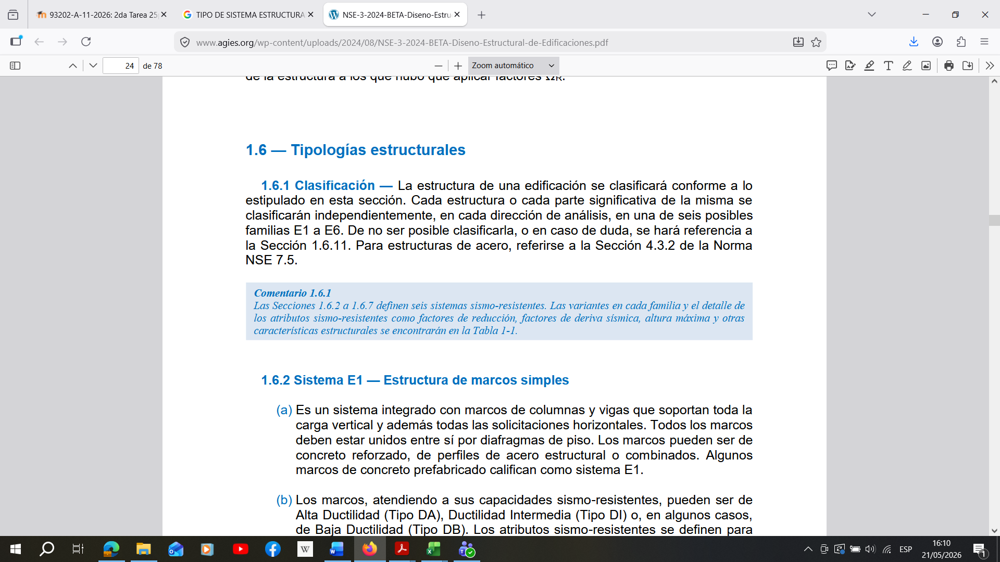 93202-A-11-2026: 2da Tarea 25
TIPO DE SISTEMA ESTRUCTURA
NSE-3-2024-BETA-Diseno-Estru
www.agies.org/wp-content/uploads/2024/08/NSE-3-2024-BETA-Diseno-Estructural-de-Edificaciones.pdf
24 de 78
Zoom automático
de la estructura a los que hubo que aplicar factores ΩR.
1.6 — Tipologías estructurales
1.6.1 Clasificación — La estructura de una edificación se clasificará conforme a lo
estipulado en esta sección. Cada estructura o cada parte significativa de la misma se
clasificarán independientemente, en cada dirección de análisis, en una de seis posibles
familias E1 a E6. De no ser posible clasificarla, o en caso de duda, se hará referencia a
la Sección 1.6.11. Para estructuras de acero, referirse a la Sección 4.3.2 de la Norma
NSE 7.5.
Comentario 1.6.1
Las Secciones 1.6.2 a 1.6.7 definen seis sistemas sismo-resistentes. Las variantes en cada familia y el detalle de
los atributos sismo-resistentes como factores de reducción, factores de deriva sísmica, altura máxima y otras
características estructurales se encontrarán en la Tabla 1-1.
1.6.2 Sistema E1 — Estructura de marcos simples
(a) Es un sistema integrado con marcos de columnas y vigas que soportan toda la
carga vertical y además todas las solicitaciones horizontales. Todos los marcos
deben estar unidos entre sí por diafragmas de piso. Los marcos pueden ser de
concreto reforzado, de perfiles de acero estructural o combinados. Algunos
marcos de concreto prefabricado califican como sistema E1.
(b) Los marcos, atendiendo a sus capacidades sismo-resistentes, pueden ser de
Alta Ductilidad (Tipo DA), Ductilidad Intermedia (Tipo DI) o, en algunos casos,
de Baja Ductilidad (Tipo DB). Los atributos sismo-resistentes se definen para
ESP
16:10
21/05/2026
1